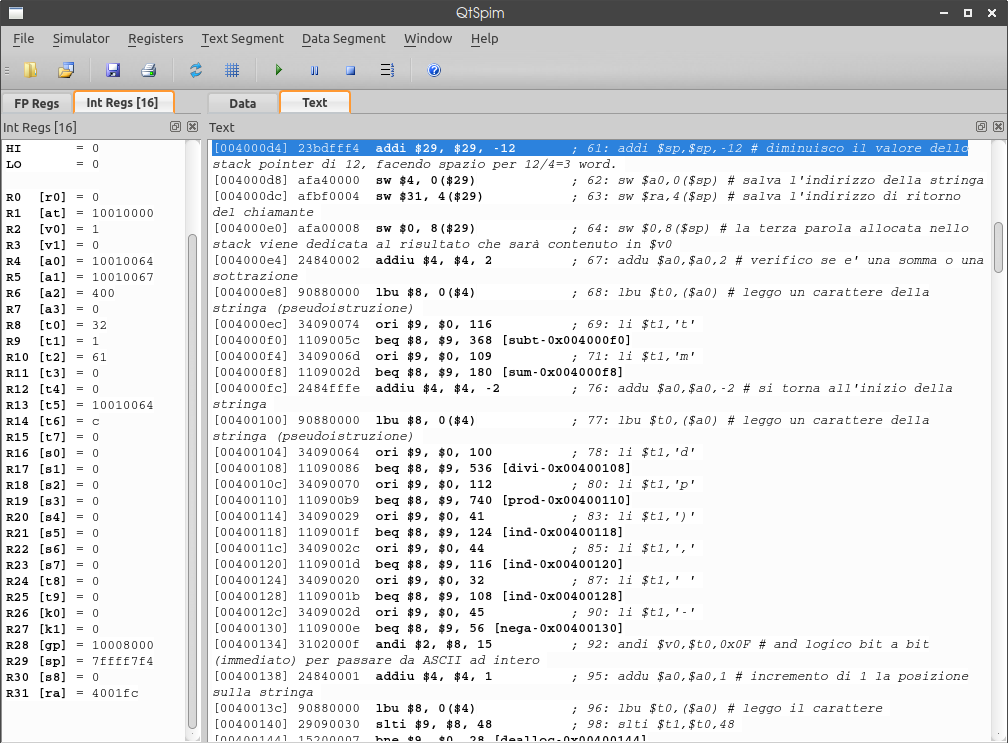 QtSpim
File Simulator Registers Text Segment Data Segment Window Help
FP Regs Int Regs [16] Data Text
Int Regs [16]
HI = 0
LO = 0
R0 [r0] = 0
R1 [at] = 10010000
R2 [v0] = 1
R3 [v1] = 0
R4 [a0] = 10010064
R5 [a1] = 10010067
R6 [a2] = 400
R7 [a3] = 0
R8 [t0] = 32
R9 [t1] = 1
R10 [t2] = 61
R11 [t3] = 0
R12 [t4] = 0
R13 [t5] = 10010064
R14 [t6] = c
R15 [t7] = 0
R16 [s0] = 0
R17 [s1] = 0
R18 [s2] = 0
R19 [s3] = 0
R20 [s4] = 0
R21 [s5] = 0
R22 [s6] = 0
R23 [s7] = 0
R24 [t8] = 0
R25 [t9] = 0
R26 [k0] = 0
R27 [k1] = 0
R28 [gp] = 10008000
R29 [sp] = 7ffff7f4
R30 [s8] = 0
R31 [ra] = 4001fc
Text
[004000d4] 23bdfff4 addi $29, $29, -12 ; 61: addi $sp,$sp,-12 # diminuisco il valore dello
stack pointer di 12, facendo spazio per 12/4=3 word.
[004000d8] afa40000 sw $4, 0($29) ; 62: sw $a0,0($sp) # salva l'indirizzo della stringa
[004000dc] afbf0004 sw $31, 4($29) ; 63: sw $ra,4($sp) # salva l'indirizzo di ritorno
del chiamante
[004000e0] afa00008 sw $0, 8($29) ; 64: sw $0,8($sp) # la terza parola allocata nello
stack viene dedicata al risultato che sarà contenuto in $v0
[004000e4] 24840002 addiu $4, $4, 2 ; 67: addu $a0,$a0,2 # verifico se e' una somma o una
sottrazione
[004000e8] 90880000 lbu $8, 0($4) ; 68: lbu $t0,($a0) # leggo un carattere della
stringa (pseudoistruzione)
[004000ec] 34090074 ori $9, $0, 116 ; 69: li $t1,'t'
[004000f0] 1109005c beq $8, $9, 368 [subt-0x004000f0]
[004000f4] 3409006d ori $9, $0, 109 ; 71: li $t1,'m'
[004000f8] 1109002d beq $8, $9, 180 [sum-0x004000f8]
[004000fc] 2484fffe addiu $4, $4, -2 ; 76: addu $a0,$a0,-2 # si torna all'inizio della
stringa
[00400100] 90880000 lbu $8, 0($4) ; 77: lbu $t0,($a0) # leggo un carattere della
stringa (pseudoistruzione)
[00400104] 34090064 ori $9, $0, 100 ; 78: li $t1,'d'
[00400108] 11090086 beq $8, $9, 536 [divi-0x00400108]
[0040010c] 34090070 ori $9, $0, 112 ; 80: li $t1,'p'
[00400110] 110900b9 beq $8, $9, 740 [prod-0x00400110]
[00400114] 34090029 ori $9, $0, 41 ; 83: li $t1,')'
[00400118] 1109001f beq $8, $9, 124 [ind-0x00400118]
[0040011c] 3409002c ori $9, $0, 44 ; 85: li $t1,','
[00400120] 1109001d beq $8, $9, 116 [ind-0x00400120]
[00400124] 34090020 ori $9, $0, 32 ; 87: li $t1,' '
[00400128] 1109001b beq $8, $9, 108 [ind-0x00400128]
[0040012c] 3409002d ori $9, $0, 45 ; 90: li $t1,'-'
[00400130] 1109000e beq $8, $9, 56 [nega-0x00400130]
[00400134] 3102000f andi $2, $8, 15 ; 92: andi $v0,$t0,0x0F # and logico bit a bit
(immediato) per passare da ASCII ad intero
[00400138] 24840001 addiu $4, $4, 1 ; 95: addu $a0,$a0,1 # incremento di 1 la posizione
sulla stringa
[0040013c] 90880000 lbu $8, 0($4) ; 96: lbu $t0,($a0) # leggo il carattere
[00400140] 29090030 slti $9, $8, 48 ; 98: slti $t1,$t0,48
[00400144] 15200007 bne $9, $0, 28 [dealloc-0x00400144]